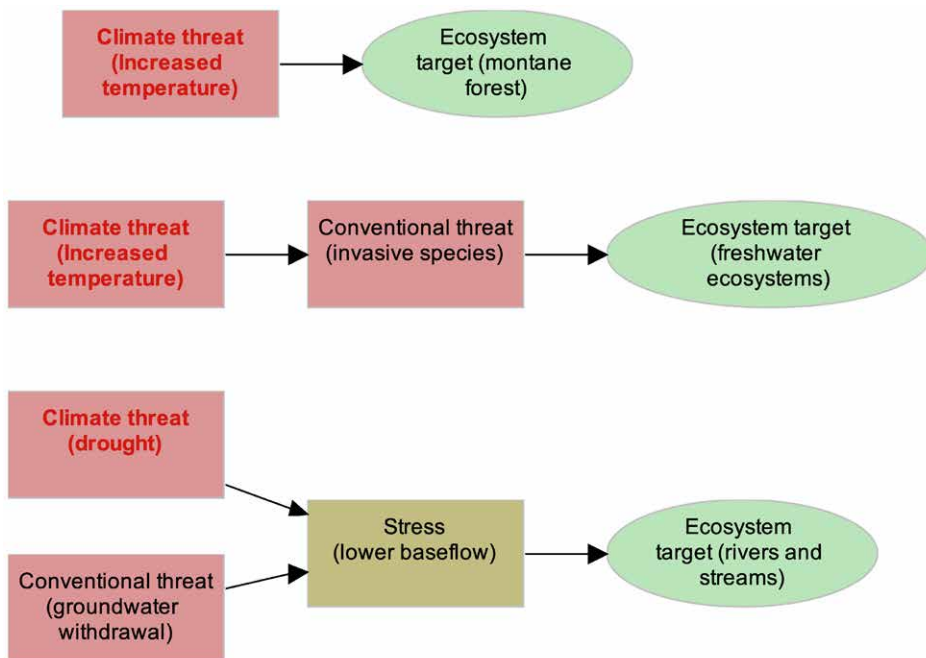 Climate threat
(Increased
temperature)
Ecosystem
target (montane
forest)
Climate threat
(Increased
temperature)
Conventional threat
(invasive species)
Ecosystem target
(freshwater
ecosystems)
Climate threat
(drought)
Conventional threat
(groundwater
withdrawal)
Stress
(lower baseflow)
Ecosystem
target (rivers and
streams)